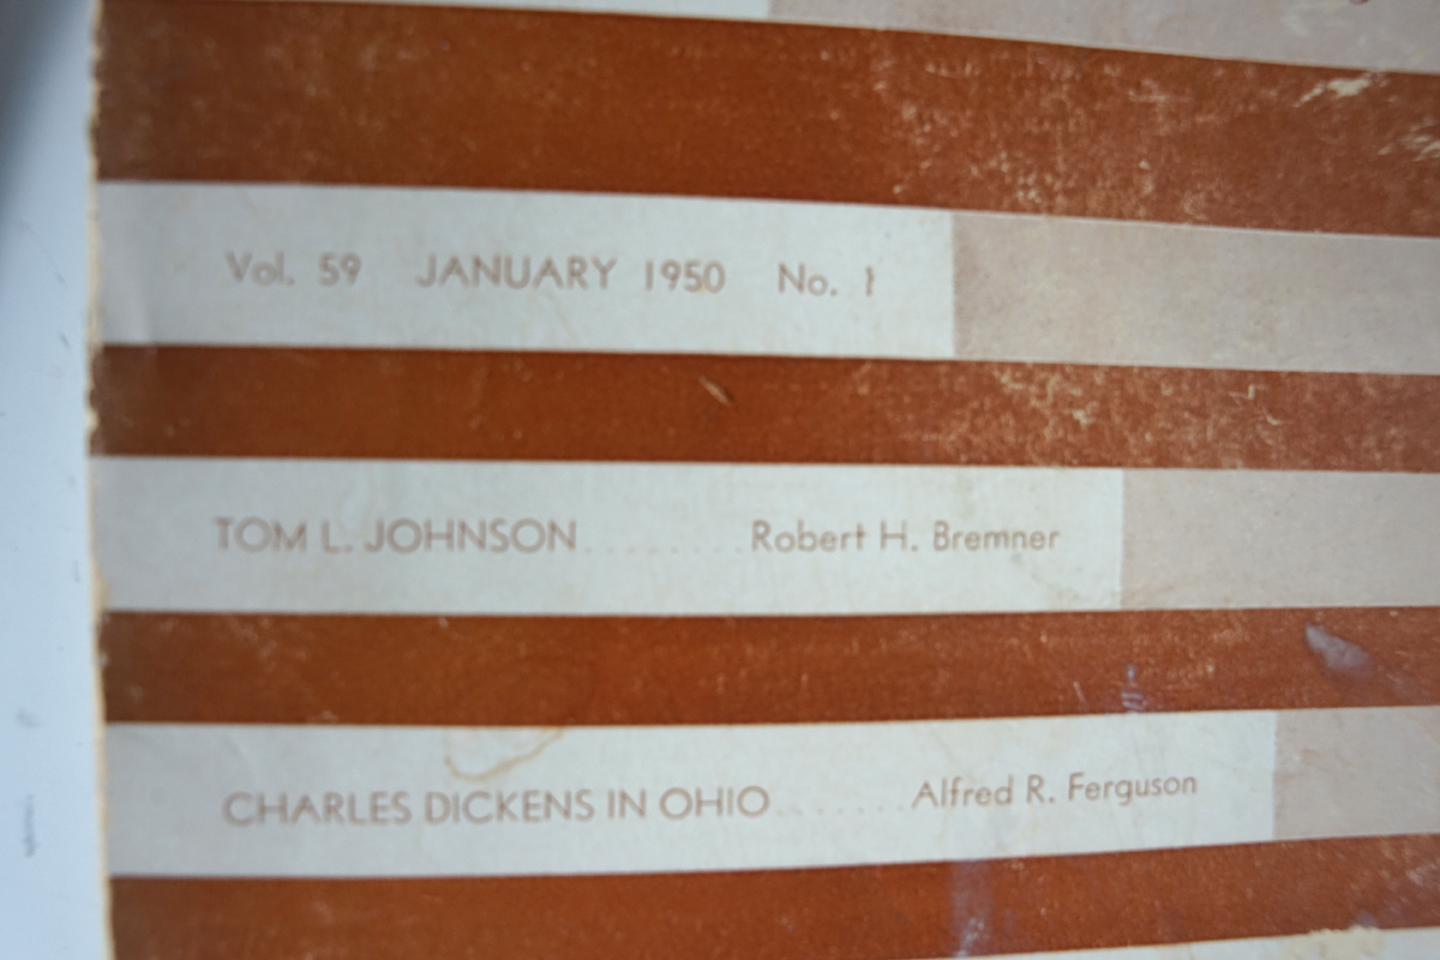 Vol. 59 JANUARY 1950 No. 1
TOM L. JOHNSON ........ Robert H. Bremner
CHARLES DICKENS IN OHIO ....... Alfred R. Ferguson